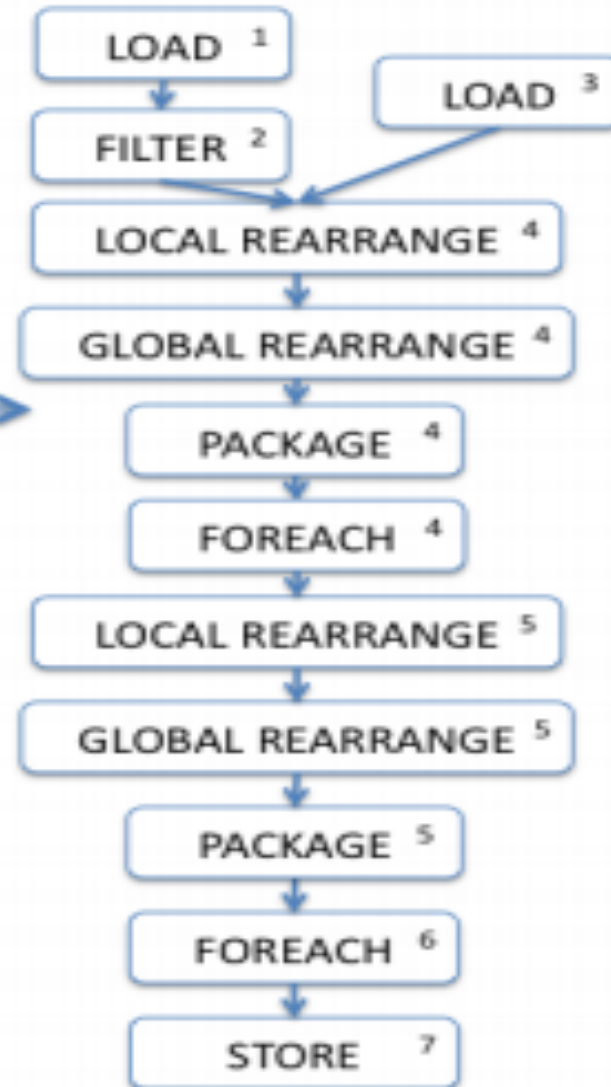 LOAD 1
LOAD 3
FILTER 2
LOCAL REARRANGE 4
GLOBAL REARRANGE 4
PACKAGE 4
FOREACH 4
LOCAL REARRANGE 5
GLOBAL REARRANGE 5
PACKAGE 5
FOREACH 6
STORE 7